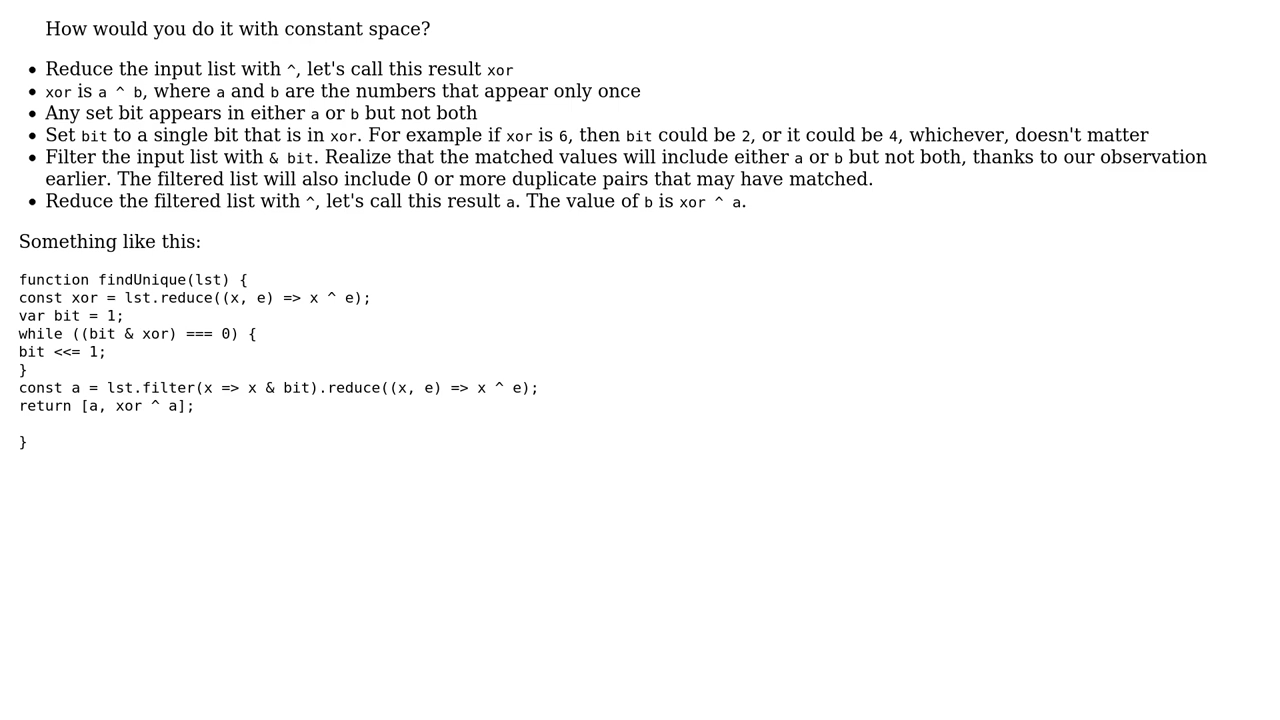 How would you do it with constant space?
• Reduce the input list with ^, let's call this result xor
• xor is a ^ b, where a and b are the numbers that appear only once
• Any set bit appears in either a or b but not both
• Set bit to a single bit that is in xor. For example if xor is 6, then bit could be 2, or it could be 4, whichever, doesn't matter
• Filter the input list with & bit. Realize that the matched values will include either a or b but not both, thanks to our observation
earlier. The filtered list will also include 0 or more duplicate pairs that may have matched.
• Reduce the filtered list with ^, let's call this result a. The value of b is xor ^ a.
Something like this:
function findUnique(lst) {
const xor = lst.reduce((x, e) => x ^ e);
var bit = 1;
while ((bit & xor) === 0) {
bit <<= 1;
}
const a = lst.filter(x => x & bit).reduce((x, e) => x ^ e);
return [a, xor ^ a];
}